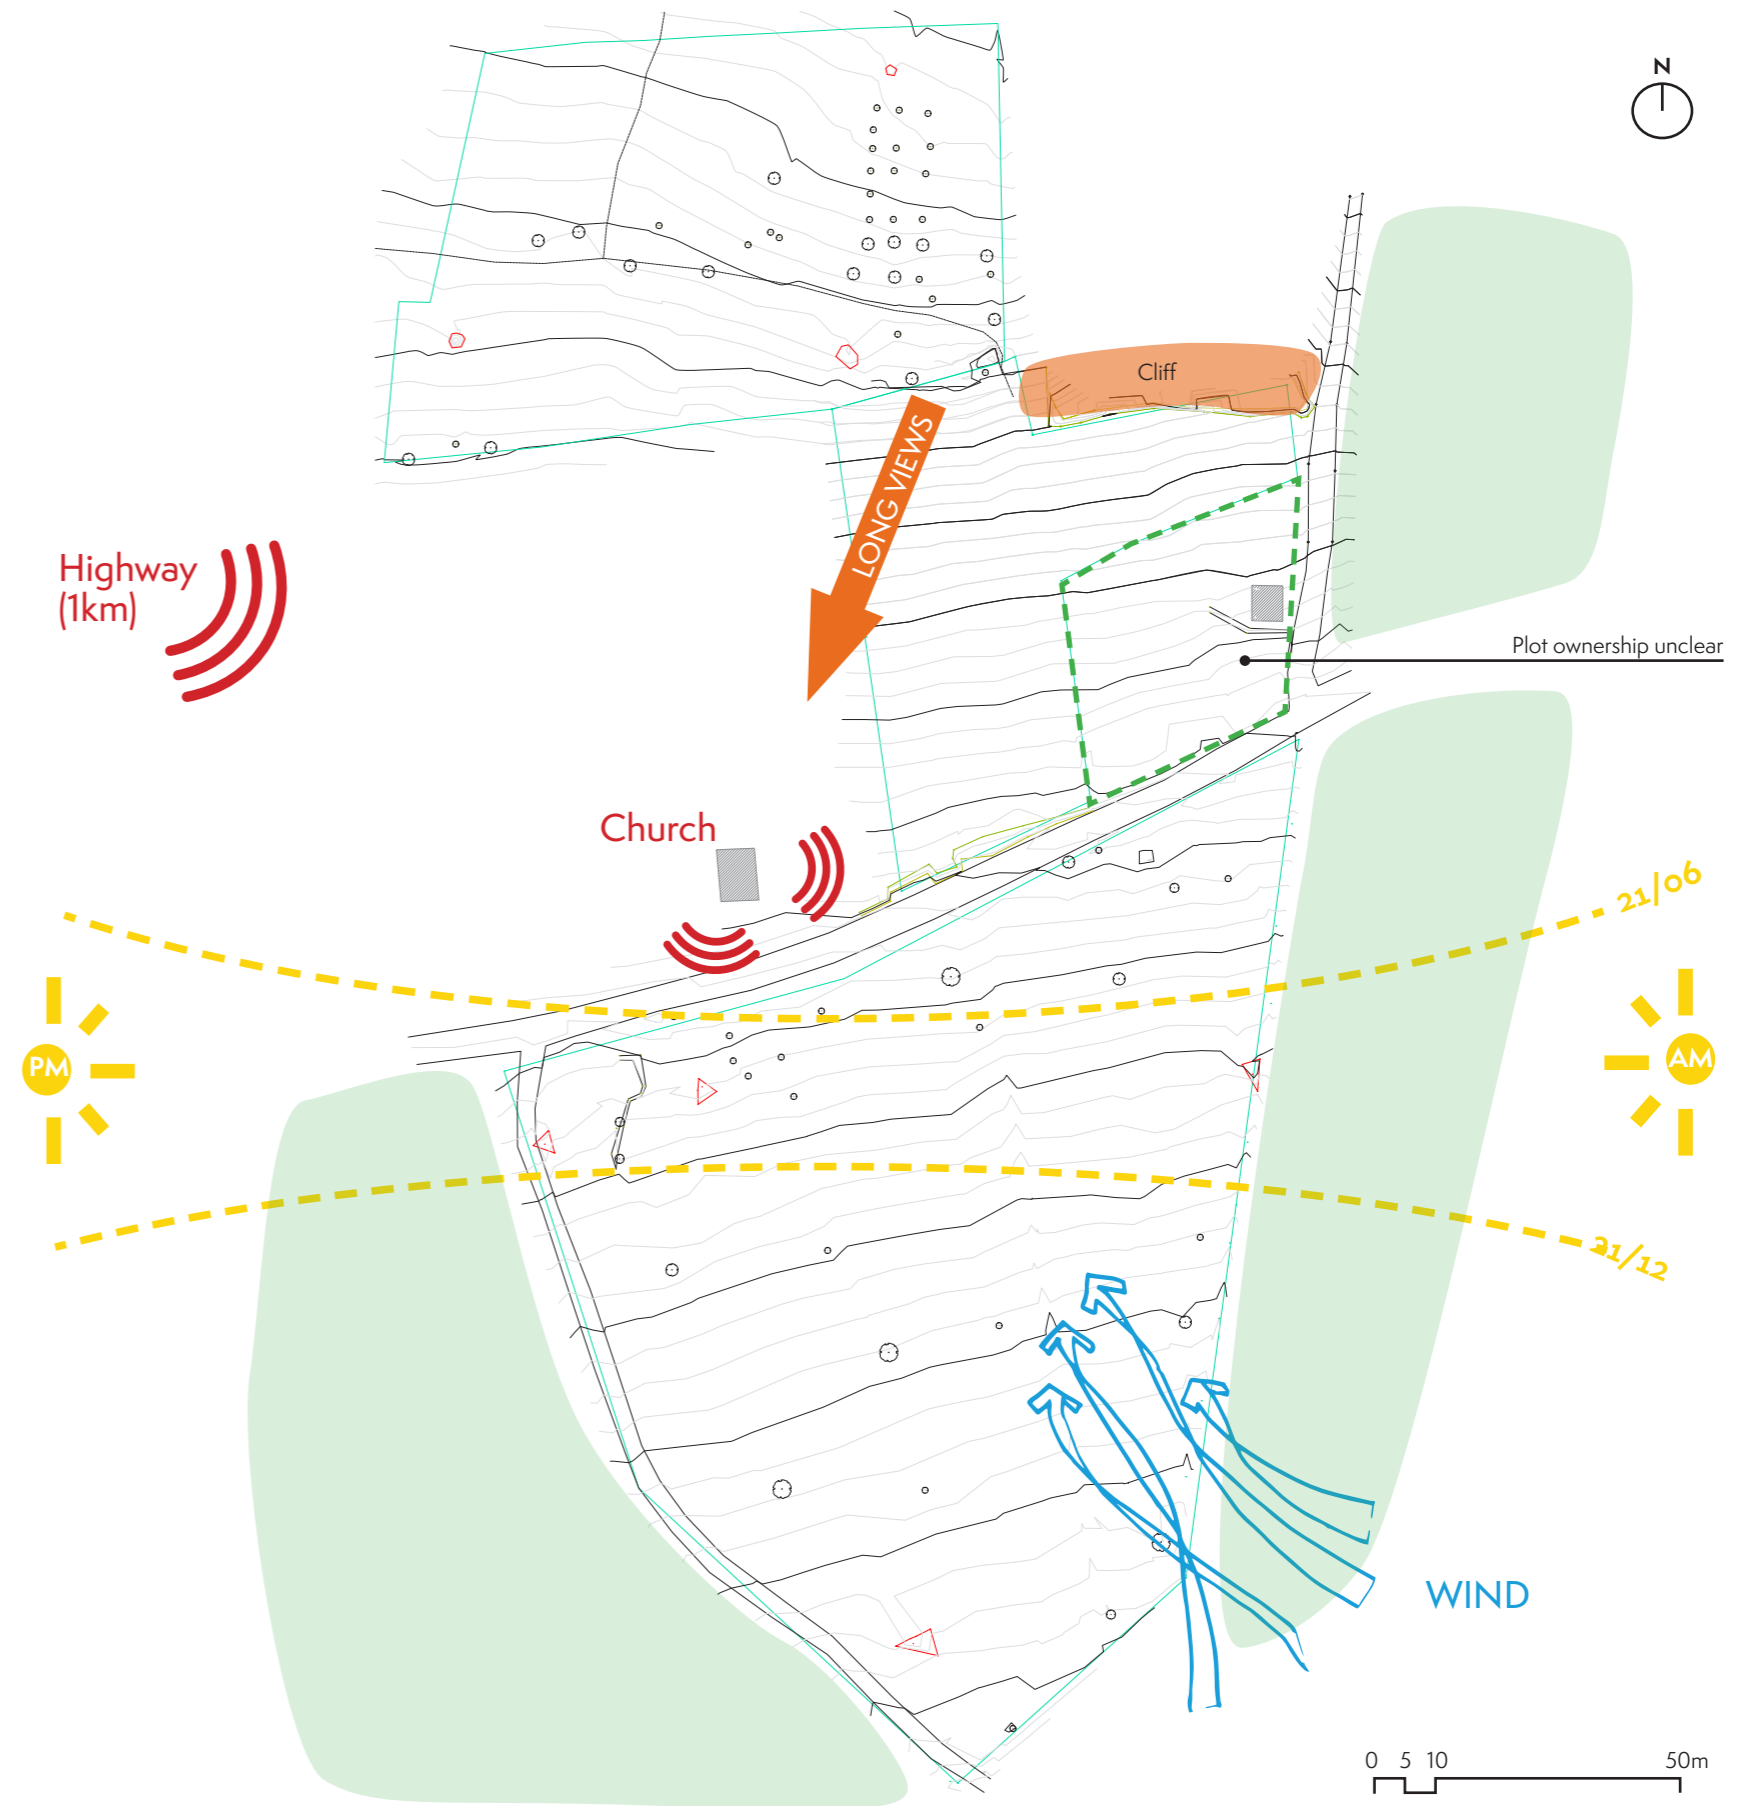 N
Cliff
LONG VIEWS
Highway
(1km)
Plot ownership unclear
Church
21/06
PM
AM
21/12
WIND
0 5 10 50m